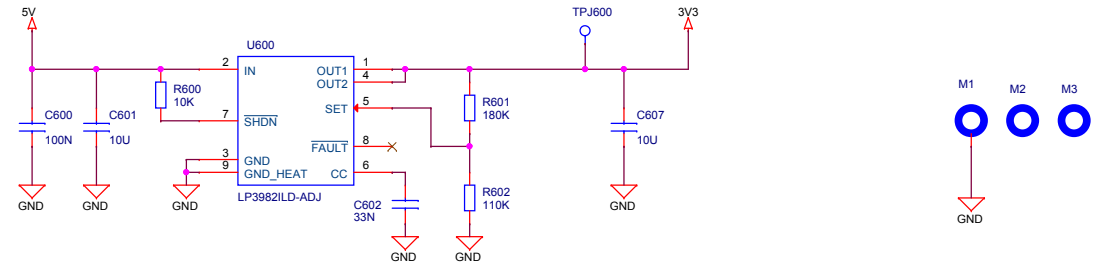 5V
TPJ600
3V3
U600
2
IN
OUT1
1
OUT2
4
R600
10K
SET
5
R601
180K
C600
100N
C601
10U
7
SHDN
C607
10U
FAULT
8
3
GND
9
GND_HEAT
CC
6
LP3982ILD-ADJ
C602
33N
R602
110K
GND
GND
GND
GND
GND
GND
M1
M2
M3
GND